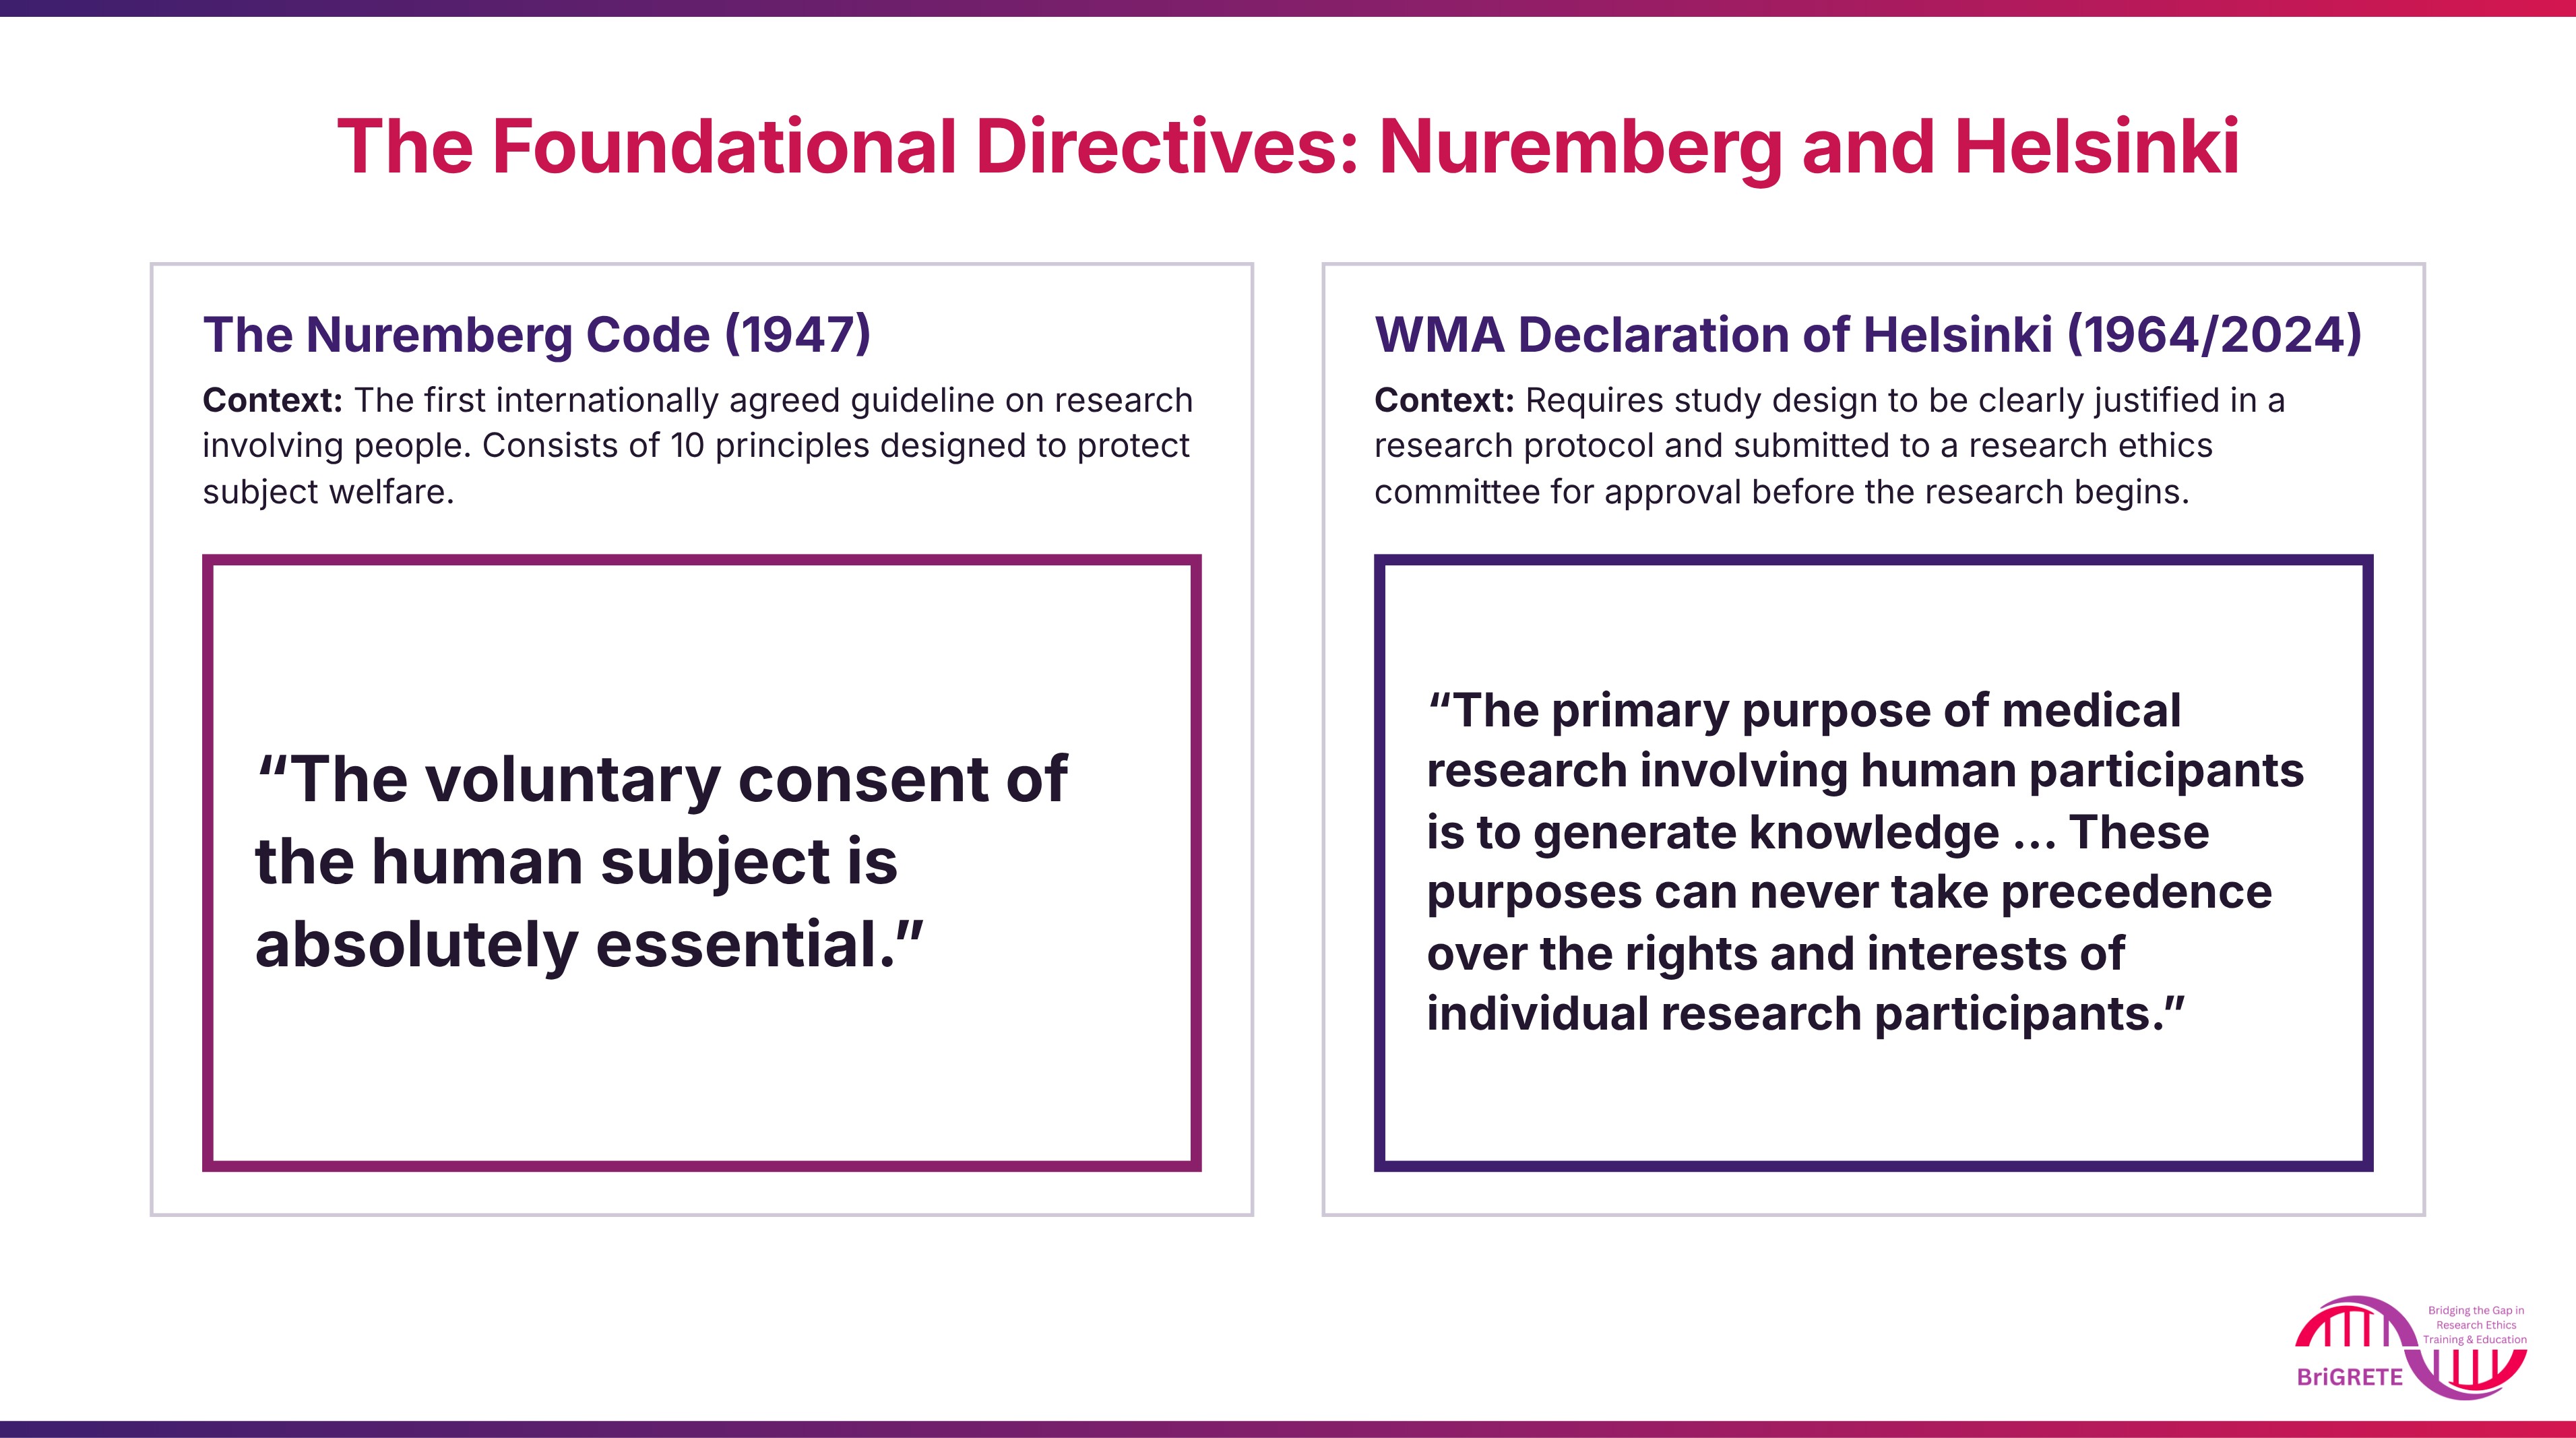 The Foundational Directives: Nuremberg and Helsinki
The Nuremberg Code (1947)
Context: The first internationally agreed guideline on research
involving people. Consists of 10 principles designed to protect
subject welfare.
“The voluntary consent of
the human subject is
absolutely essential.”
WMA Declaration of Helsinki (1964/2024)
Context: Requires study design to be clearly justified in a
research protocol and submitted to a research ethics
committee for approval before the research begins.
“The primary purpose of medical
research involving human participants
is to generate knowledge ... These
purposes can never take precedence
over the rights and interests of
individual research participants.”
Bridging the Gap in
Research Ethics
Training & Education
BriGRETE